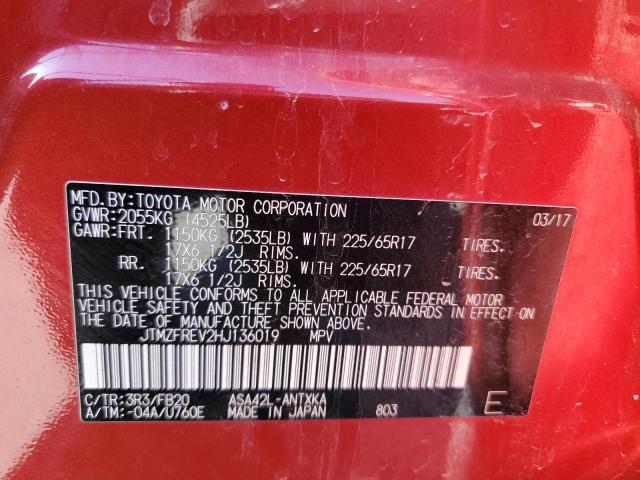 MFD.BY:TOYOTA MOTOR CORPORATION 03/17
GVWR:2055KG (4525LB)
GAWR:FRT. 1150KG (2535LB) WITH 225/65R17 TIRES.
17X6 1/2J RIMS.
RR. 1150KG (2535LB) WITH 225/65R17 TIRES.
17X6 1/2J RIMS.
THIS VEHICLE CONFORMS TO ALL APPLICABLE FEDERAL MOTOR
VEHICLE SAFETY AND THEFT PREVENTION STANDARDS IN EFFECT ON
THE DATE OF MANUFACTURE SHOWN ABOVE.
JTMZFREV2HJ136019 MPV
C/TR:3R3/FB20 ASA42L-ANTXKA
A/TM:-04A/U760E MADE IN JAPAN 803 E